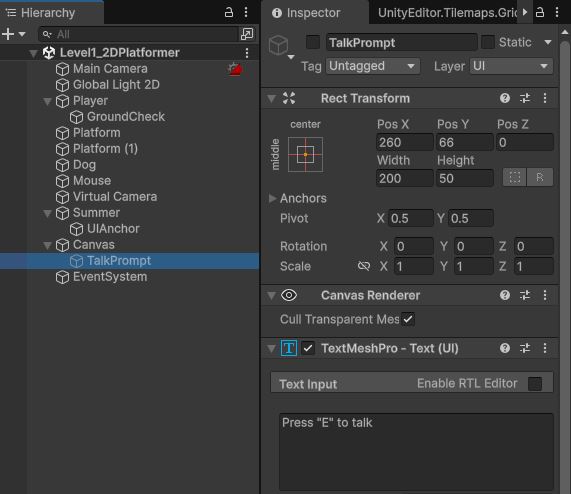 Hierarchy
All
Level1_2DPlatformer
Main Camera
Global Light 2D
Player
GroundCheck
Platform
Platform (1)
Dog
Mouse
Virtual Camera
Summer
UIAnchor
Canvas
TalkPrompt
EventSystem
Inspector UnityEditor.Tilemaps.Grid
TalkPrompt Static
Tag Untagged Layer UI
Rect Transform
center
middle
Pos X Pos Y Pos Z
260 66 0
Width Height
200 50 R
Anchors
Pivot X 0.5 Y 0.5
Rotation X 0 Y 0 Z 0
Scale X 1 Y 1 Z 1
Canvas Renderer
Cull Transparent Mes
T TextMeshPro - Text (UI)
Text Input Enable RTL Editor
Press "E" to talk